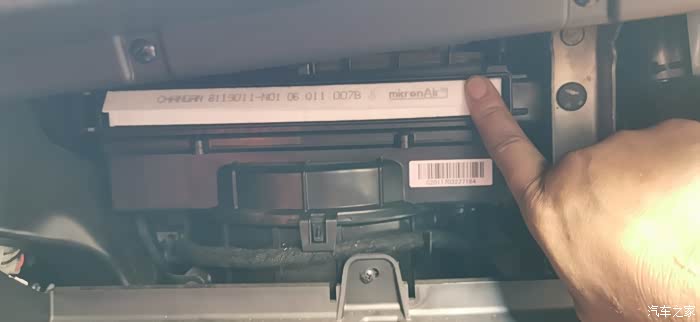 CHANGAN 8119011-N01 06 011 007B micronAir
汽车之家